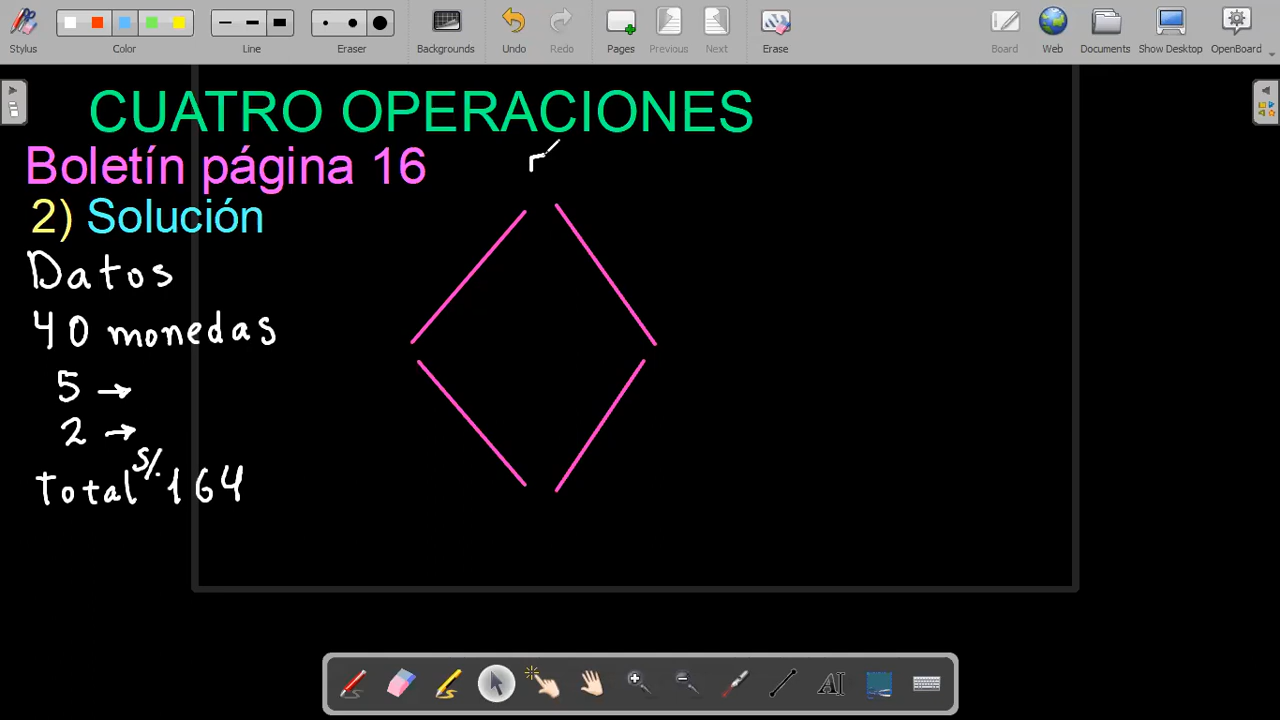 Stylus Color Line Eraser Backgrounds Undo Redo Pages Previous Next Erase Board Web Documents Show Desktop OpenBoard
CUATRO OPERACIONES
Boletín página 16
2) Solución
Datos
40 monedas
5 →
2 →
Total S/. 164
AI